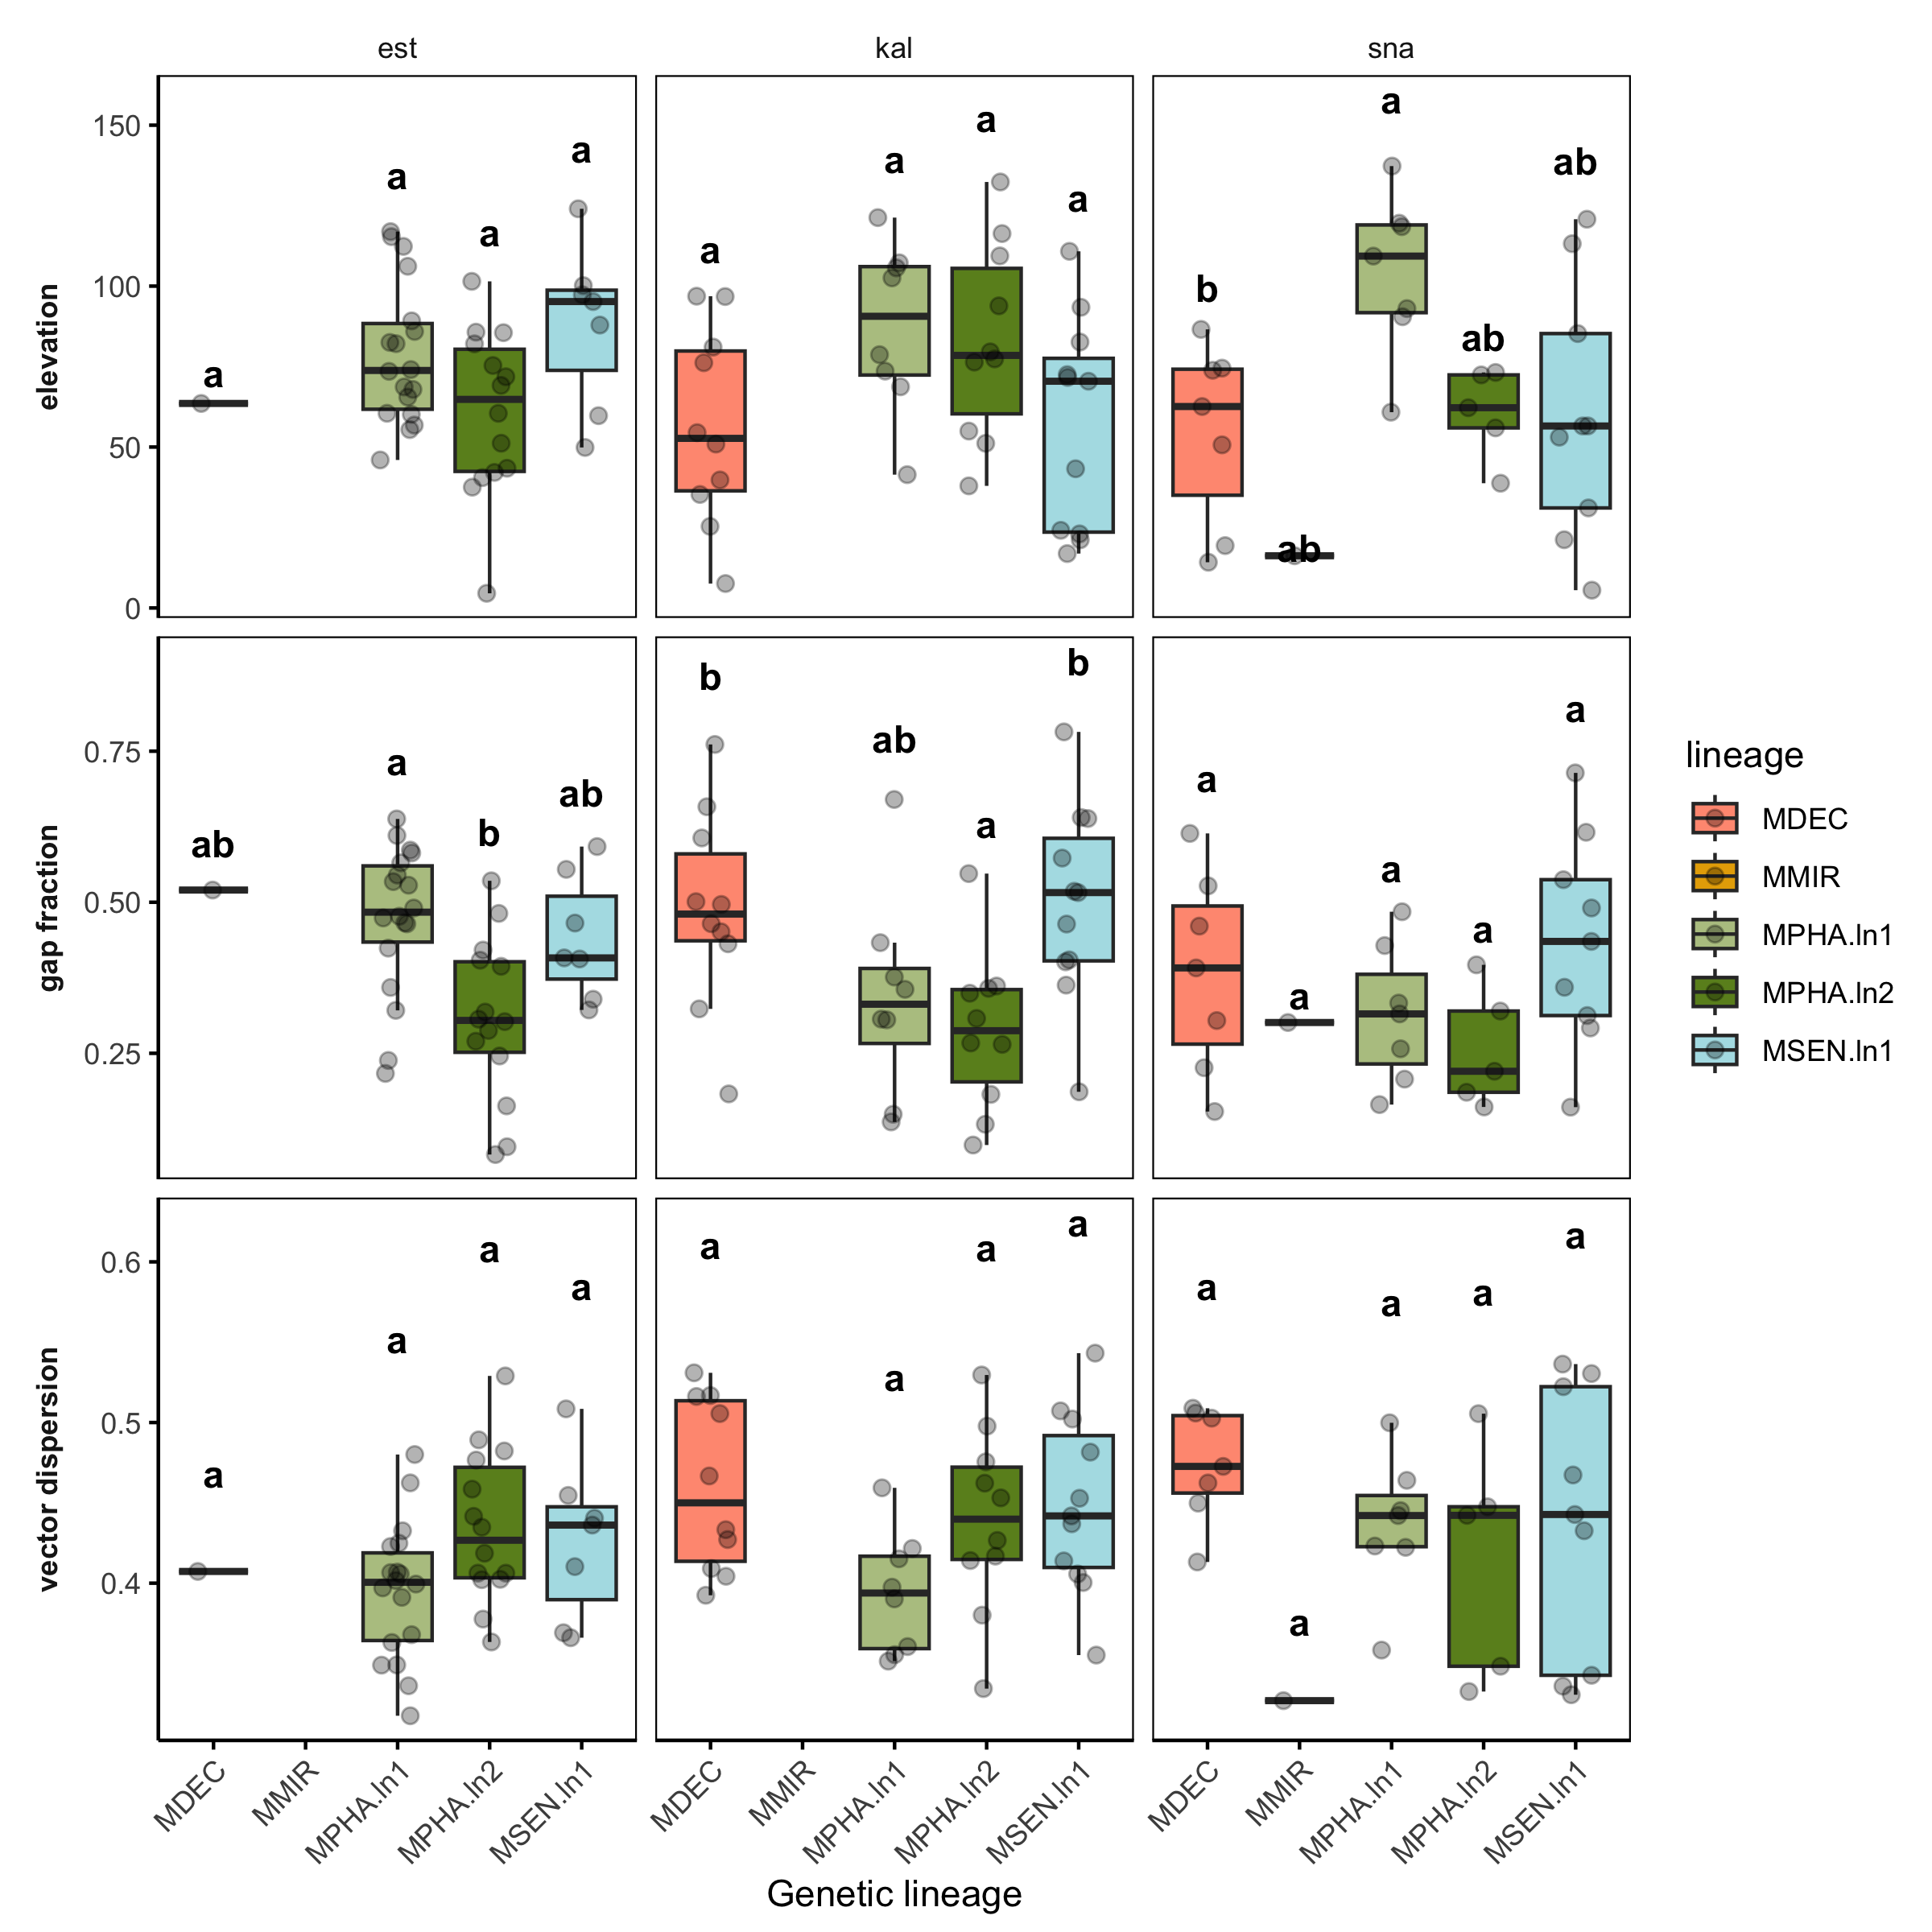 est kal sna
elevation
150
100
50
0
a a a a
a a a a
b ab a ab ab
gap fraction
0.75
0.50
0.25
ab a b ab
b ab a b
a a a a a
vector dispersion
0.6
0.5
0.4
a a a a
a a a a
a a a a a
MDEC MMIR MPHA.ln1 MPHA.ln2 MSEN.ln1
MDEC MMIR MPHA.ln1 MPHA.ln2 MSEN.ln1
MDEC MMIR MPHA.ln1 MPHA.ln2 MSEN.ln1
Genetic lineage
lineage
MDEC
MMIR
MPHA.ln1
MPHA.ln2
MSEN.ln1